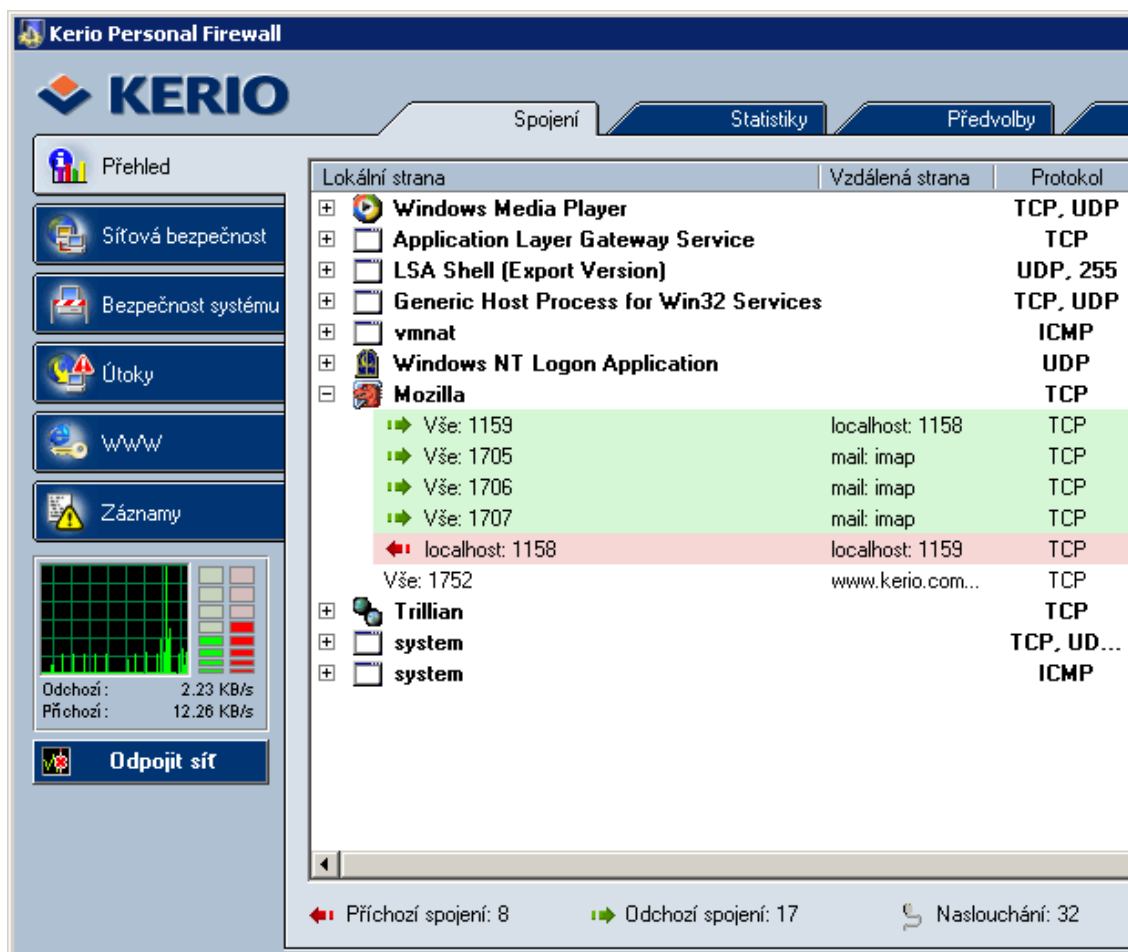 Kerio Personal Firewall
KERIO
Spojení Statistiky Předvolby
Přehled
Síťová bezpečnost
Bezpečnost systému
Útoky
WWW
Záznamy
Odchozí: 2.23 KB/s
Příchozí: 12.26 KB/s
Odpojit síť
Lokální strana Vzdálená strana Protokol
Windows Media Player TCP, UDP
Application Layer Gateway Service TCP
LSA Shell (Export Version) UDP, 255
Generic Host Process for Win32 Services TCP, UDP
vmnat ICMP
Windows NT Logon Application UDP
Mozilla TCP
Vše: 1159 localhost: 1158 TCP
Vše: 1705 mail: imap TCP
Vše: 1706 mail: imap TCP
Vše: 1707 mail: imap TCP
localhost: 1158 localhost: 1159 TCP
Vše: 1752 www.kerio.com... TCP
Trillian TCP
system TCP, UD...
system ICMP
Příchozí spojení: 8 Odchozí spojení: 17 Naslouchání: 32